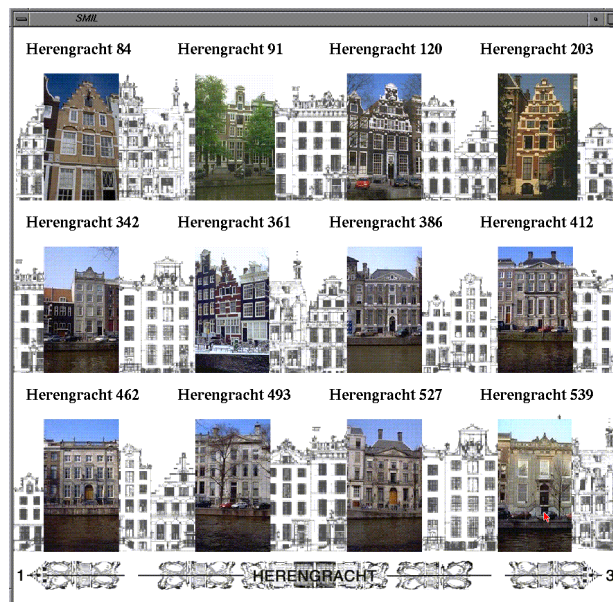 SMIL
Herengracht 84 Herengracht 91 Herengracht 120 Herengracht 203
Herengracht 342 Herengracht 361 Herengracht 386 Herengracht 412
Herengracht 462 Herengracht 493 Herengracht 527 Herengracht 539
1 HERENGRACHT 3